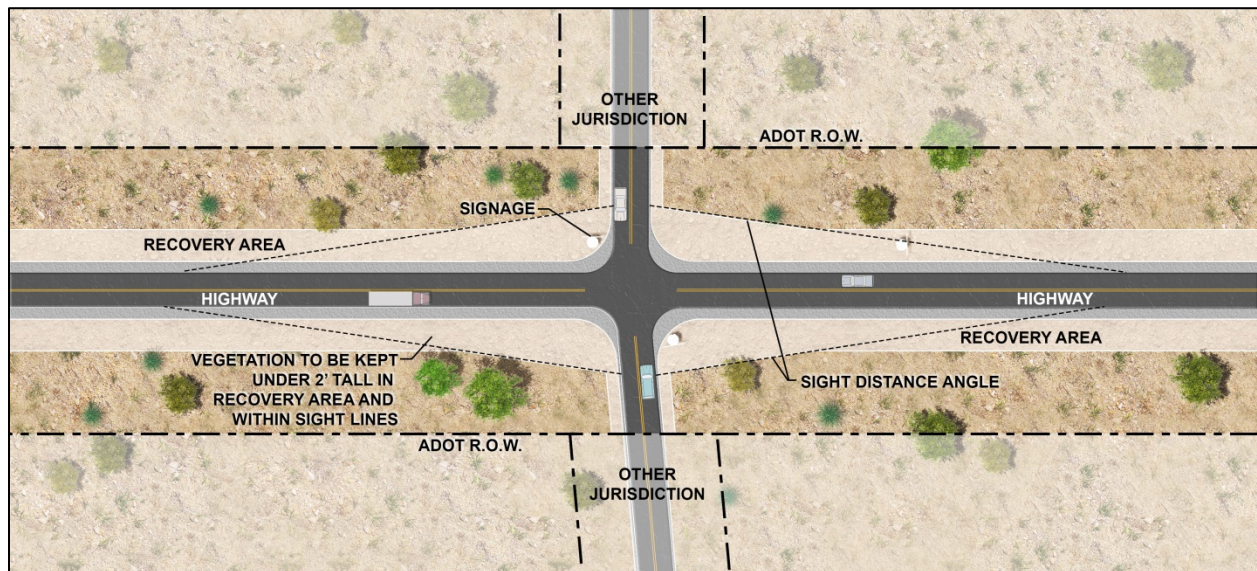 OTHER
JURISDICTION
ADOT R.O.W.
SIGNAGE
RECOVERY AREA
HIGHWAY
HIGHWAY
RECOVERY AREA
VEGETATION TO BE KEPT
UNDER 2' TALL IN
RECOVERY AREA AND
WITHIN SIGHT LINES
SIGHT DISTANCE ANGLE
ADOT R.O.W.
OTHER
JURISDICTION